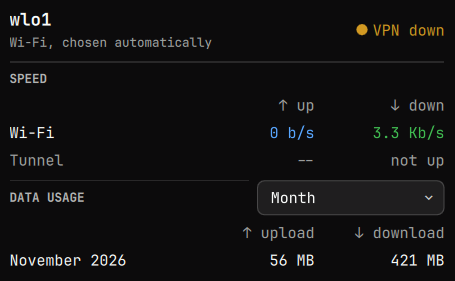 wlo1
Wi-Fi, chosen automatically
● VPN down
SPEED
↑ up ↓ down
Wi-Fi 0 b/s 3.3 Kb/s
Tunnel -- not up
DATA USAGE Month
↑ upload ↓ download
November 2026 56 MB 421 MB